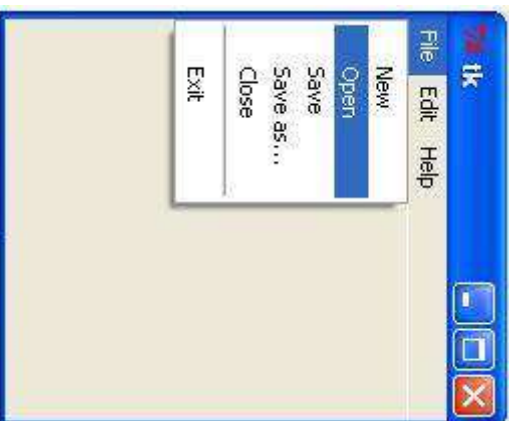 tk
File Edit Help
New
Open
Save
Save as...
Close
Exit